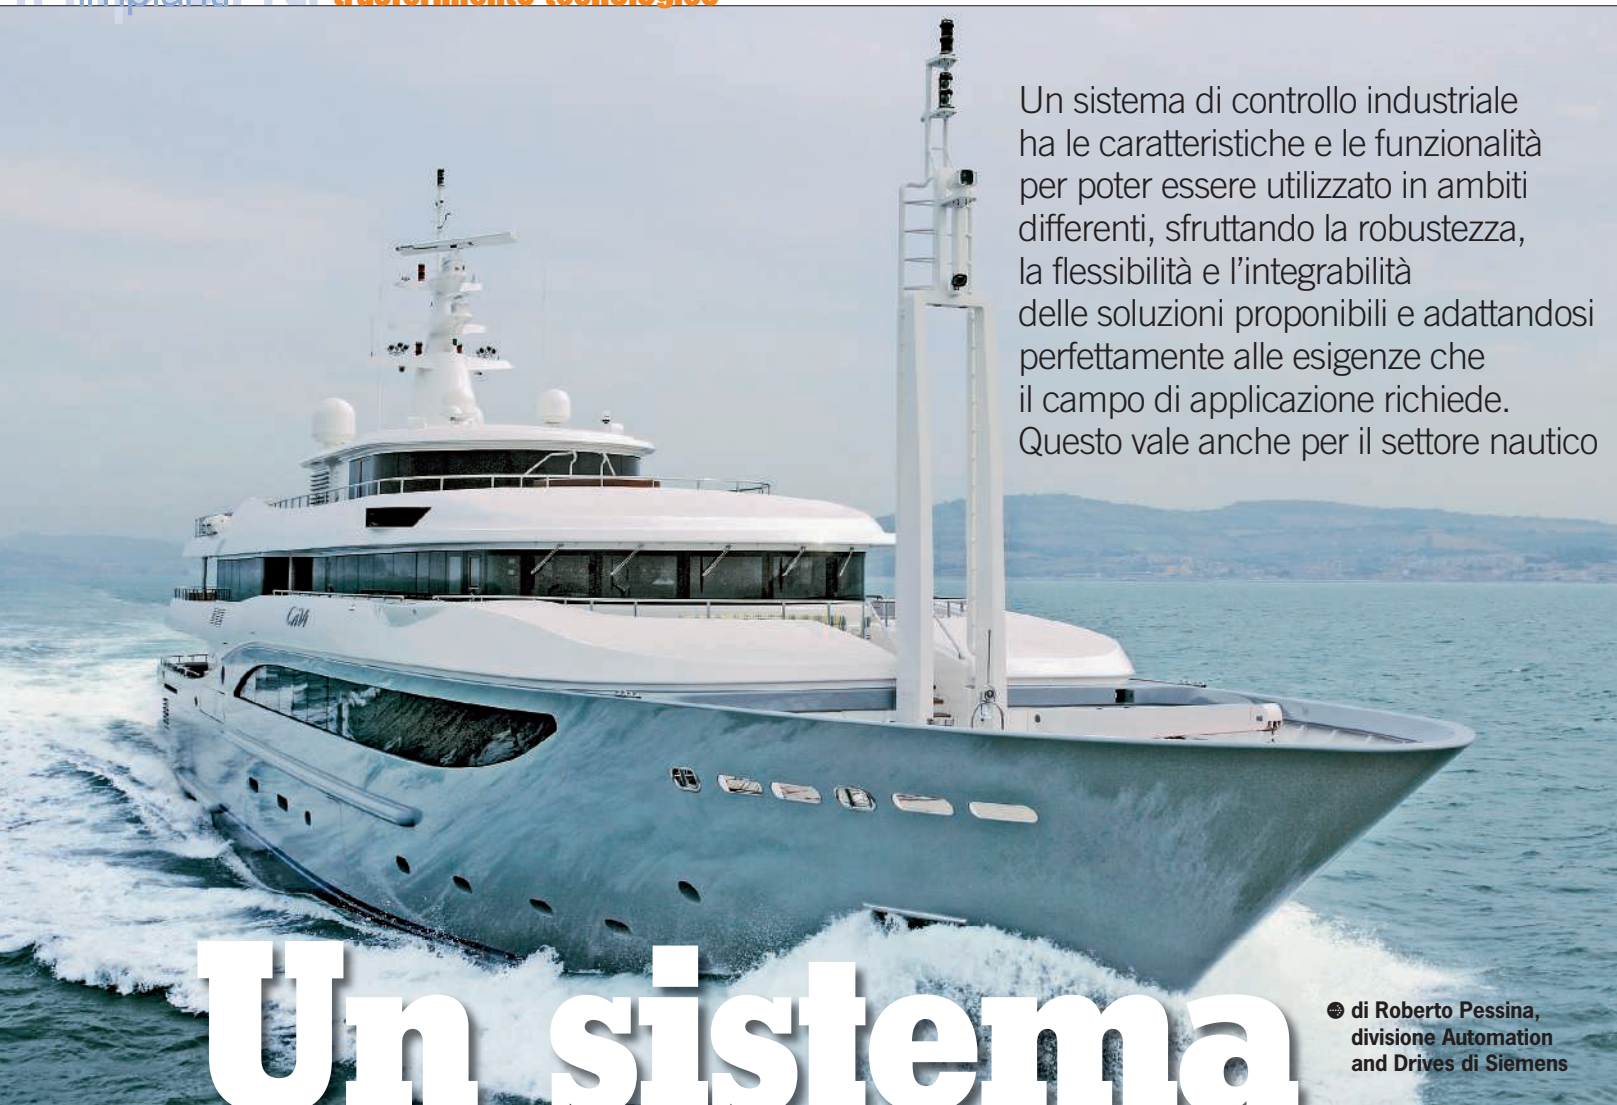 trasferimento tecnologico
Un sistema di controllo industriale
ha le caratteristiche e le funzionalità
per poter essere utilizzato in ambiti
differenti, sfruttando la robustezza,
la flessibilità e l’integrabilità
delle soluzioni proponibili e adattandosi
perfettamente alle esigenze che
il campo di applicazione richiede.
Questo vale anche per il settore nautico
Un sistema
di Roberto Pessina,
divisione Automation
and Drives di Siemens